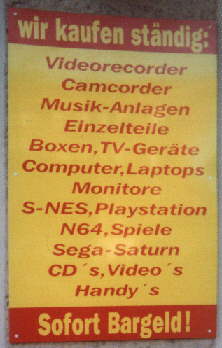 wir kaufen ständig:
Videorecorder
Camcorder
Musik-Anlagen
Einzelteile
Boxen,TV-Geräte
Computer,Laptops
Monitore
S-NES,Playstation
N64,Spiele
Sega-Saturn
CD´s,Video´s
Handy´s
Sofort Bargeld!